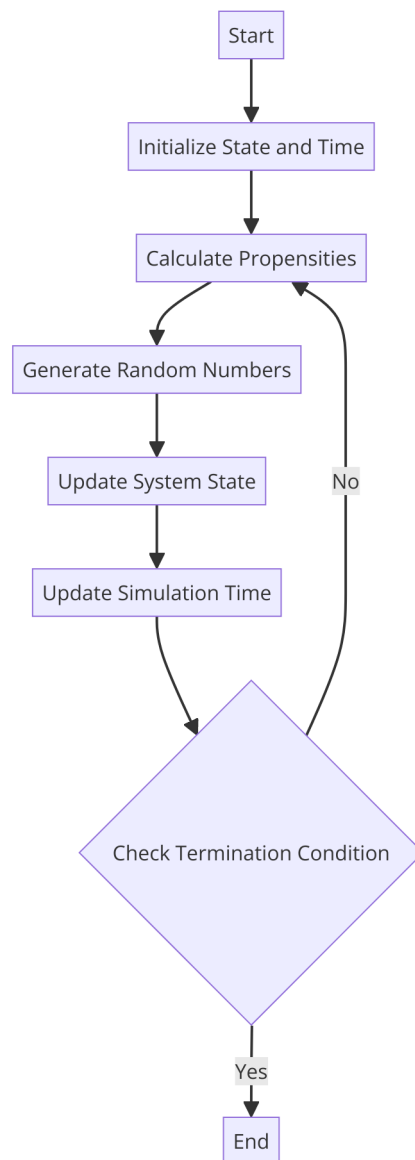 Start
Initialize State and Time
Calculate Propensities
Generate Random Numbers
Update System State
No
Update Simulation Time
Check Termination Condition
Yes
End